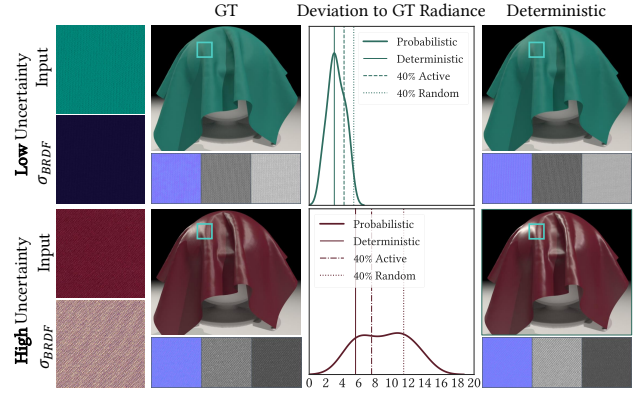 GT
Deviation to GT Radiance
Deterministic
Low Uncertainty
Input
σBRDF
Probabilistic
Deterministic
40% Active
40% Random
High Uncertainty
Input
σBRDF
Probabilistic
Deterministic
40% Active
40% Random
0 2 4 6 8 10 12 14 16 18 20